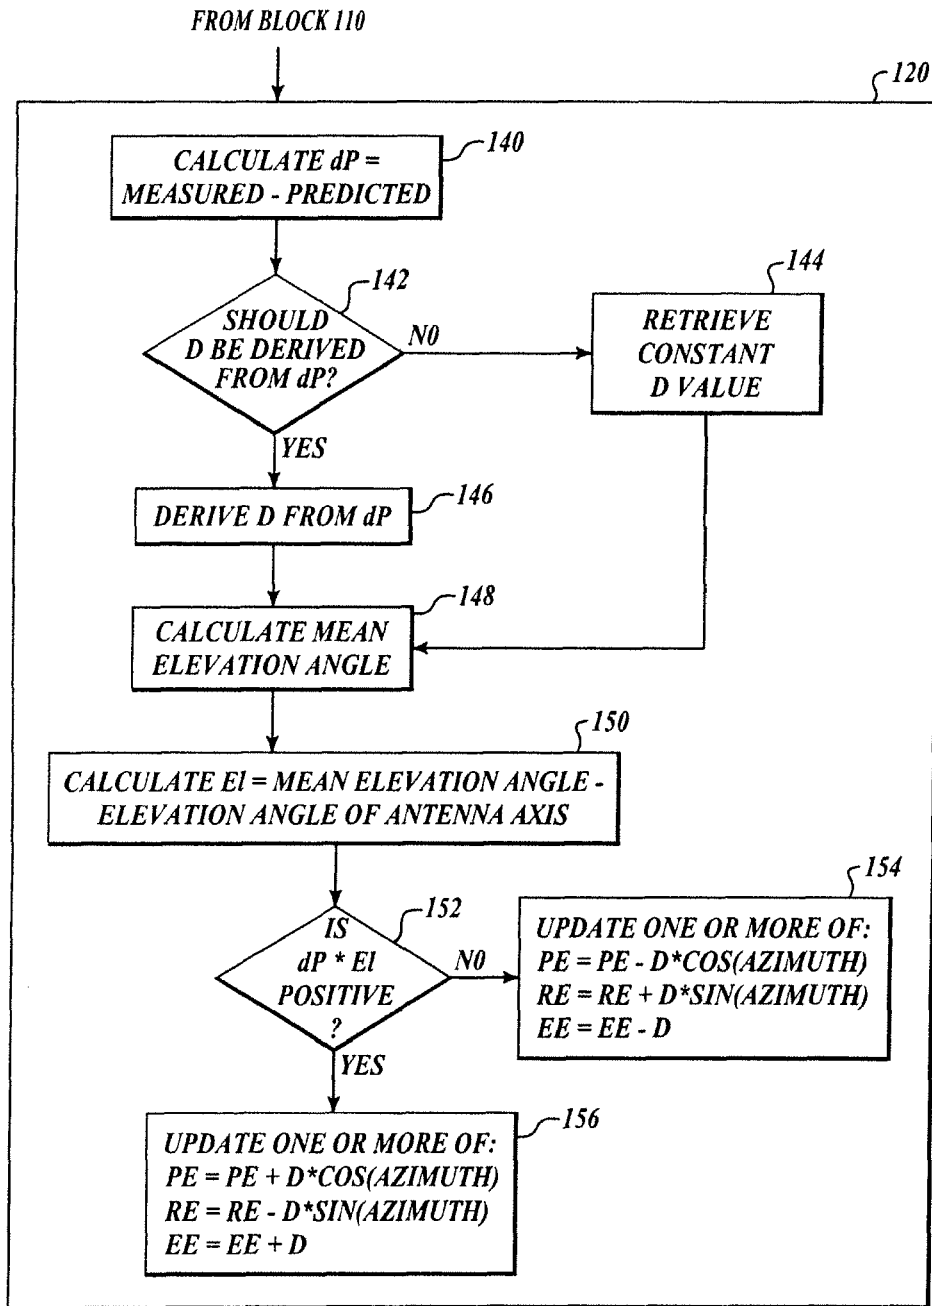 FROM BLOCK 110
120
140
CALCULATE dP =
MEASURED - PREDICTED
142
SHOULD
D BE DERIVED
FROM dP?
NO
144
RETRIEVE
CONSTANT
D VALUE
YES
146
DERIVE D FROM dP
148
CALCULATE MEAN
ELEVATION ANGLE
150
CALCULATE El = MEAN ELEVATION ANGLE -
ELEVATION ANGLE OF ANTENNA AXIS
152
IS
dP * El
POSITIVE
?
NO
154
UPDATE ONE OR MORE OF:
PE = PE - D*COS(AZIMUTH)
RE = RE + D*SIN(AZIMUTH)
EE = EE - D
YES
156
UPDATE ONE OR MORE OF:
PE = PE + D*COS(AZIMUTH)
RE = RE - D*SIN(AZIMUTH)
EE = EE + D